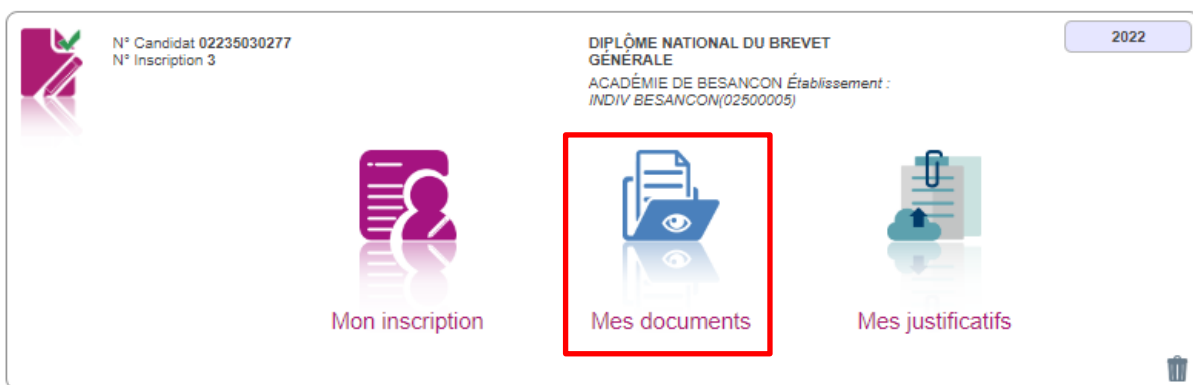 N° Candidat 02235030277
N° Inscription 3
DIPLÔME NATIONAL DU BREVET
GÉNÉRALE
ACADÉMIE DE BESANCON Établissement :
INDIV BESANCON(02500005)
2022
Mon inscription
Mes documents
Mes justificatifs